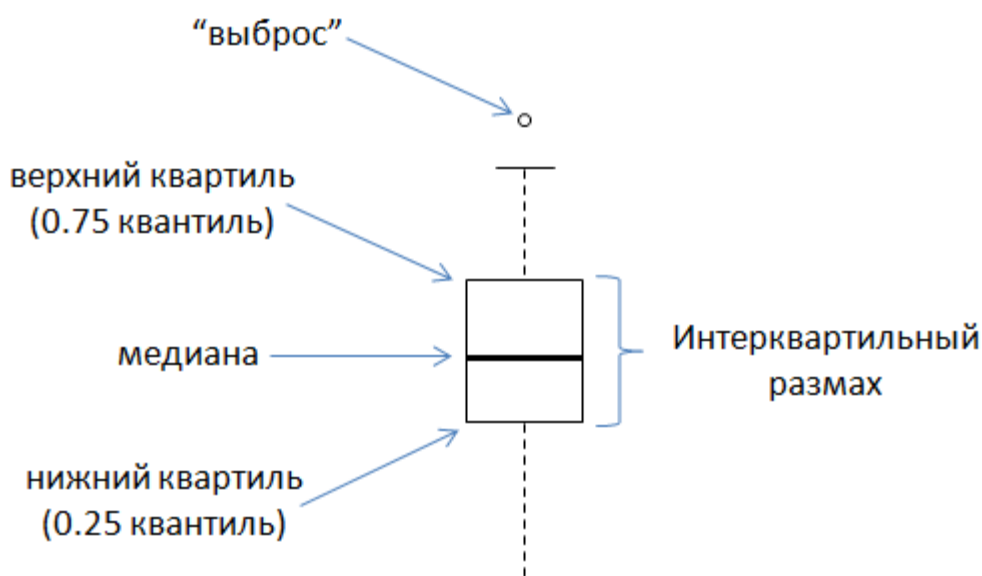 “выброс”
верхний квартиль
(0.75 квантиль)
медиана
Интерквартильный
размах
нижний квартиль
(0.25 квантиль)